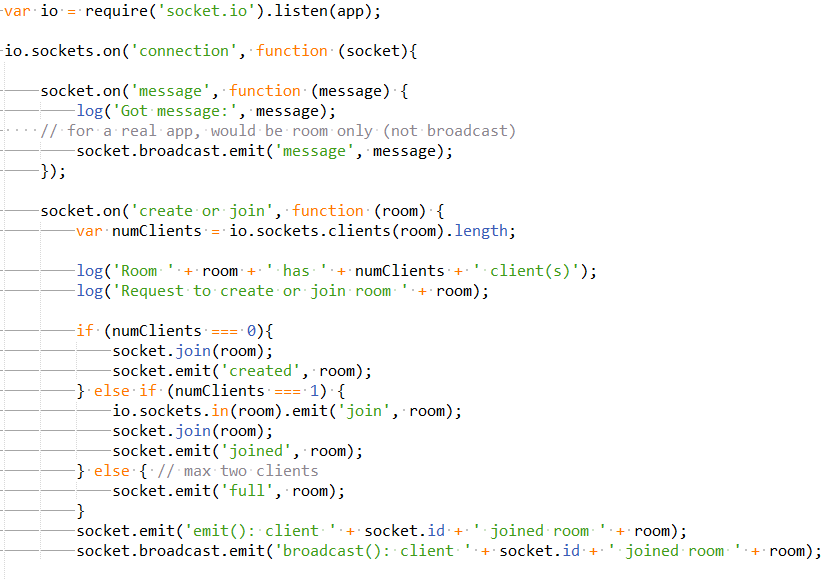 var io = require('socket.io').listen(app);
io.sockets.on('connection', function (socket){
socket.on('message', function (message) {
log('Got message:', message);
// for a real app, would be room only (not broadcast)
socket.broadcast.emit('message', message);
});
socket.on('create or join', function (room) {
var numClients = io.sockets.clients(room).length;
log('Room ' + room + ' has ' + numClients + ' client(s)');
log('Request to create or join room ' + room);
if (numClients === 0){
socket.join(room);
socket.emit('created', room);
} else if (numClients === 1) {
io.sockets.in(room).emit('join', room);
socket.join(room);
socket.emit('joined', room);
} else { // max two clients
socket.emit('full', room);
}
socket.emit('emit(): client ' + socket.id + ' joined room ' + room);
socket.broadcast.emit('broadcast(): client ' + socket.id + ' joined room ' + room);